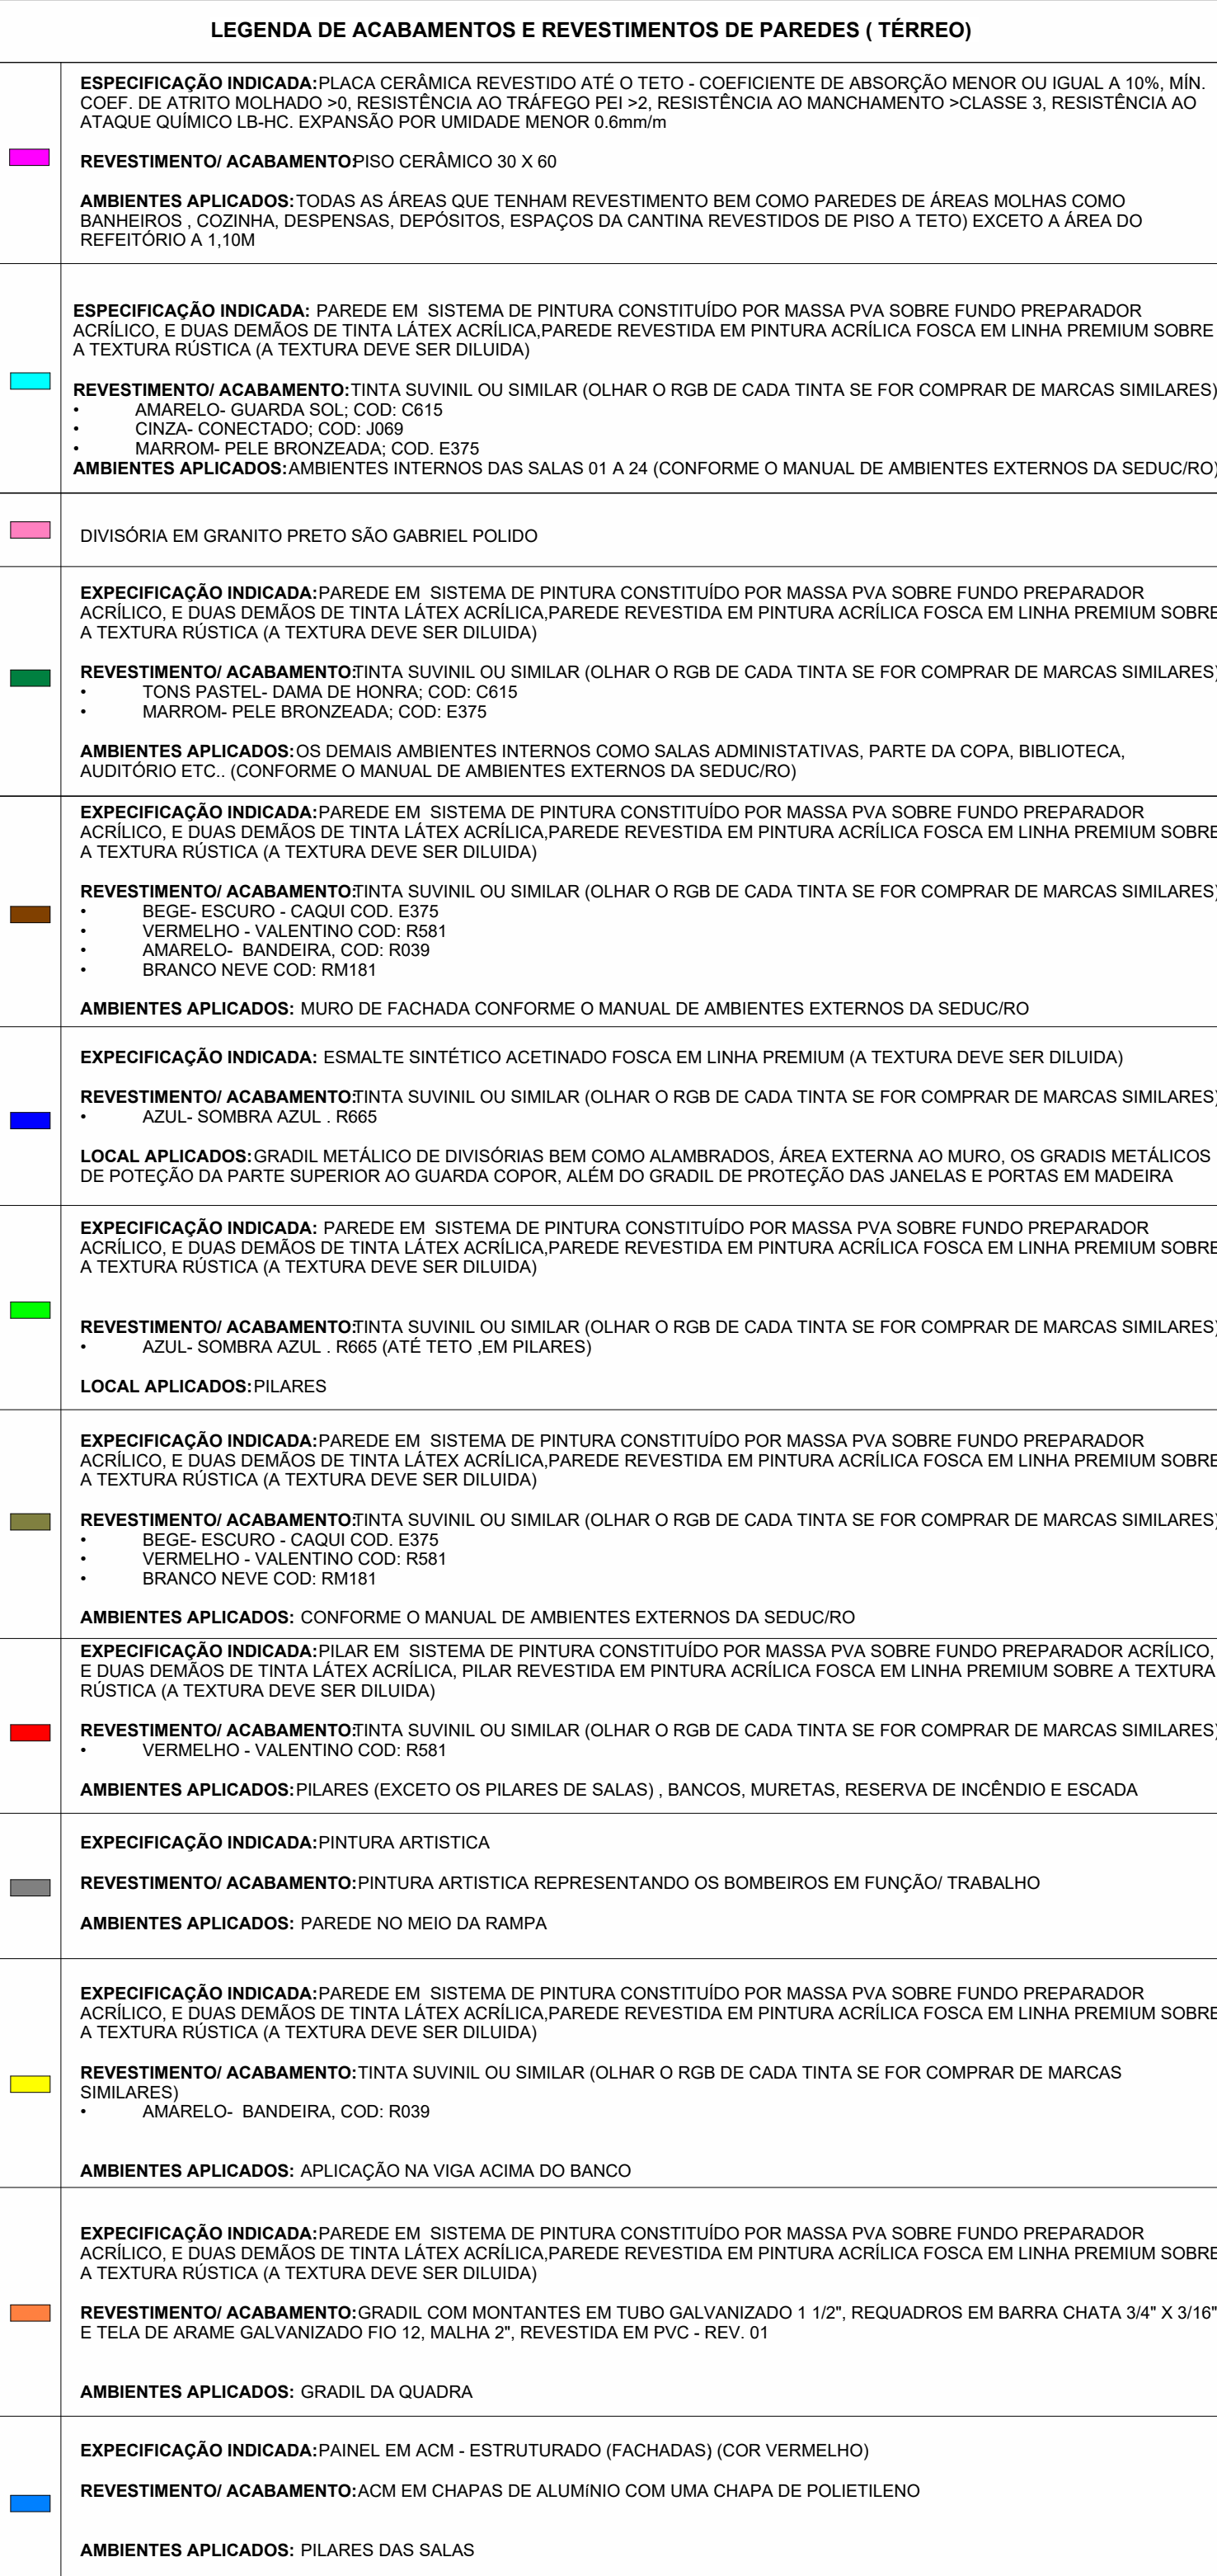 LEGENDA DE ACABAMENTOS E REVESTIMENTOS DE PAREDES ( TÉRREO)
ESPECIFICAÇÃO INDICADA:PLACA CERÂMICA REVESTIDO ATÉ O TETO - COEFICIENTE DE ABSORÇÃO MENOR OU IGUAL A 10%, MÍN.
COEF. DE ATRITO MOLHADO >0, RESISTÊNCIA AO TRÁFEGO PEI >2, RESISTÊNCIA AO MANCHAMENTO >CLASSE 3, RESISTÊNCIA AO
ATAQUE QUÍMICO LB-HC. EXPANSÃO POR UMIDADE MENOR 0.6mm/m
REVESTIMENTO/ ACABAMENTO:PISO CERÂMICO 30 X 60
AMBIENTES APLICADOS:TODAS AS ÁREAS QUE TENHAM REVESTIMENTO BEM COMO PAREDES DE ÁREAS MOLHAS COMO
BANHEIROS , COZINHA, DESPENSAS, DEPÓSITOS, ESPAÇOS DA CANTINA REVESTIDOS DE PISO A TETO) EXCETO A ÁREA DO
REFEITÓRIO A 1,10M
ESPECIFICAÇÃO INDICADA: PAREDE EM SISTEMA DE PINTURA CONSTITUÍDO POR MASSA PVA SOBRE FUNDO PREPARADOR
ACRÍLICO, E DUAS DEMÃOS DE TINTA LÁTEX ACRÍLICA,PAREDE REVESTIDA EM PINTURA ACRÍLICA FOSCA EM LINHA PREMIUM SOBRE
A TEXTURA RÚSTICA (A TEXTURA DEVE SER DILUIDA)
REVESTIMENTO/ ACABAMENTO:TINTA SUVINIL OU SIMILAR (OLHAR O RGB DE CADA TINTA SE FOR COMPRAR DE MARCAS SIMILARES)
• AMARELO- GUARDA SOL; COD: C615
• CINZA- CONECTADO; COD: J069
• MARROM- PELE BRONZEADA; COD. E375
AMBIENTES APLICADOS:AMBIENTES INTERNOS DAS SALAS 01 A 24 (CONFORME O MANUAL DE AMBIENTES EXTERNOS DA SEDUC/RO)
DIVISÓRIA EM GRANITO PRETO SÃO GABRIEL POLIDO
EXPECIFICAÇÃO INDICADA:PAREDE EM SISTEMA DE PINTURA CONSTITUÍDO POR MASSA PVA SOBRE FUNDO PREPARADOR
ACRÍLICO, E DUAS DEMÃOS DE TINTA LÁTEX ACRÍLICA,PAREDE REVESTIDA EM PINTURA ACRÍLICA FOSCA EM LINHA PREMIUM SOBRE
A TEXTURA RÚSTICA (A TEXTURA DEVE SER DILUIDA)
REVESTIMENTO/ ACABAMENTO:TINTA SUVINIL OU SIMILAR (OLHAR O RGB DE CADA TINTA SE FOR COMPRAR DE MARCAS SIMILARES)
• TONS PASTEL- DAMA DE HONRA; COD: C615
• MARROM- PELE BRONZEADA; COD: E375
AMBIENTES APLICADOS:OS DEMAIS AMBIENTES INTERNOS COMO SALAS ADMINISTATIVAS, PARTE DA COPA, BIBLIOTECA,
AUDITÓRIO ETC.. (CONFORME O MANUAL DE AMBIENTES EXTERNOS DA SEDUC/RO)
EXPECIFICAÇÃO INDICADA:PAREDE EM SISTEMA DE PINTURA CONSTITUÍDO POR MASSA PVA SOBRE FUNDO PREPARADOR
ACRÍLICO, E DUAS DEMÃOS DE TINTA LÁTEX ACRÍLICA,PAREDE REVESTIDA EM PINTURA ACRÍLICA FOSCA EM LINHA PREMIUM SOBRE
A TEXTURA RÚSTICA (A TEXTURA DEVE SER DILUIDA)
REVESTIMENTO/ ACABAMENTO:TINTA SUVINIL OU SIMILAR (OLHAR O RGB DE CADA TINTA SE FOR COMPRAR DE MARCAS SIMILARES)
• BEGE- ESCURO - CAQUI COD. E375
• VERMELHO - VALENTINO COD: R581
• AMARELO- BANDEIRA, COD: R039
• BRANCO NEVE COD: RM181
AMBIENTES APLICADOS: MURO DE FACHADA CONFORME O MANUAL DE AMBIENTES EXTERNOS DA SEDUC/RO
EXPECIFICAÇÃO INDICADA: ESMALTE SINTÉTICO ACETINADO FOSCA EM LINHA PREMIUM (A TEXTURA DEVE SER DILUIDA)
REVESTIMENTO/ ACABAMENTO:TINTA SUVINIL OU SIMILAR (OLHAR O RGB DE CADA TINTA SE FOR COMPRAR DE MARCAS SIMILARES)
• AZUL- SOMBRA AZUL . R665
LOCAL APLICADOS:GRADIL METÁLICO DE DIVISÓRIAS BEM COMO ALAMBRADOS, ÁREA EXTERNA AO MURO, OS GRADIS METÁLICOS
DE POTEÇÃO DA PARTE SUPERIOR AO GUARDA COPOR, ALÉM DO GRADIL DE PROTEÇÃO DAS JANELAS E PORTAS EM MADEIRA
EXPECIFICAÇÃO INDICADA: PAREDE EM SISTEMA DE PINTURA CONSTITUÍDO POR MASSA PVA SOBRE FUNDO PREPARADOR
ACRÍLICO, E DUAS DEMÃOS DE TINTA LÁTEX ACRÍLICA,PAREDE REVESTIDA EM PINTURA ACRÍLICA FOSCA EM LINHA PREMIUM SOBRE
A TEXTURA RÚSTICA (A TEXTURA DEVE SER DILUIDA)
REVESTIMENTO/ ACABAMENTO:TINTA SUVINIL OU SIMILAR (OLHAR O RGB DE CADA TINTA SE FOR COMPRAR DE MARCAS SIMILARES)
• AZUL- SOMBRA AZUL . R665 (ATÉ TETO ,EM PILARES)
LOCAL APLICADOS:PILARES
EXPECIFICAÇÃO INDICADA:PAREDE EM SISTEMA DE PINTURA CONSTITUÍDO POR MASSA PVA SOBRE FUNDO PREPARADOR
ACRÍLICO, E DUAS DEMÃOS DE TINTA LÁTEX ACRÍLICA,PAREDE REVESTIDA EM PINTURA ACRÍLICA FOSCA EM LINHA PREMIUM SOBRE
A TEXTURA RÚSTICA (A TEXTURA DEVE SER DILUIDA)
REVESTIMENTO/ ACABAMENTO:TINTA SUVINIL OU SIMILAR (OLHAR O RGB DE CADA TINTA SE FOR COMPRAR DE MARCAS SIMILARES)
• BEGE- ESCURO - CAQUI COD. E375
• VERMELHO - VALENTINO COD: R581
• BRANCO NEVE COD: RM181
AMBIENTES APLICADOS: CONFORME O MANUAL DE AMBIENTES EXTERNOS DA SEDUC/RO
EXPECIFICAÇÃO INDICADA:PILAR EM SISTEMA DE PINTURA CONSTITUÍDO POR MASSA PVA SOBRE FUNDO PREPARADOR ACRÍLICO,
E DUAS DEMÃOS DE TINTA LÁTEX ACRÍLICA, PILAR REVESTIDA EM PINTURA ACRÍLICA FOSCA EM LINHA PREMIUM SOBRE A TEXTURA
RÚSTICA (A TEXTURA DEVE SER DILUIDA)
REVESTIMENTO/ ACABAMENTO:TINTA SUVINIL OU SIMILAR (OLHAR O RGB DE CADA TINTA SE FOR COMPRAR DE MARCAS SIMILARES)
• VERMELHO - VALENTINO COD: R581
AMBIENTES APLICADOS:PILARES (EXCETO OS PILARES DE SALAS) , BANCOS, MURETAS, RESERVA DE INCÊNDIO E ESCADA
EXPECIFICAÇÃO INDICADA:PINTURA ARTISTICA
REVESTIMENTO/ ACABAMENTO:PINTURA ARTISTICA REPRESENTANDO OS BOMBEIROS EM FUNÇÃO/ TRABALHO
AMBIENTES APLICADOS: PAREDE NO MEIO DA RAMPA
EXPECIFICAÇÃO INDICADA:PAREDE EM SISTEMA DE PINTURA CONSTITUÍDO POR MASSA PVA SOBRE FUNDO PREPARADOR
ACRÍLICO, E DUAS DEMÃOS DE TINTA LÁTEX ACRÍLICA,PAREDE REVESTIDA EM PINTURA ACRÍLICA FOSCA EM LINHA PREMIUM SOBRE
A TEXTURA RÚSTICA (A TEXTURA DEVE SER DILUIDA)
REVESTIMENTO/ ACABAMENTO:TINTA SUVINIL OU SIMILAR (OLHAR O RGB DE CADA TINTA SE FOR COMPRAR DE MARCAS
SIMILARES)
• AMARELO- BANDEIRA, COD: R039
AMBIENTES APLICADOS: APLICAÇÃO NA VIGA ACIMA DO BANCO
EXPECIFICAÇÃO INDICADA:PAREDE EM SISTEMA DE PINTURA CONSTITUÍDO POR MASSA PVA SOBRE FUNDO PREPARADOR
ACRÍLICO, E DUAS DEMÃOS DE TINTA LÁTEX ACRÍLICA,PAREDE REVESTIDA EM PINTURA ACRÍLICA FOSCA EM LINHA PREMIUM SOBRE
A TEXTURA RÚSTICA (A TEXTURA DEVE SER DILUIDA)
REVESTIMENTO/ ACABAMENTO:GRADIL COM MONTANTES EM TUBO GALVANIZADO 1 1/2", REQUADROS EM BARRA CHATA 3/4" X 3/16"
E TELA DE ARAME GALVANIZADO FIO 12, MALHA 2", REVESTIDA EM PVC - REV. 01
AMBIENTES APLICADOS: GRADIL DA QUADRA
EXPECIFICAÇÃO INDICADA:PAINEL EM ACM - ESTRUTURADO (FACHADAS) (COR VERMELHO)
REVESTIMENTO/ ACABAMENTO:ACM EM CHAPAS DE ALUMíNIO COM UMA CHAPA DE POLIETILENO
AMBIENTES APLICADOS: PILARES DAS SALAS